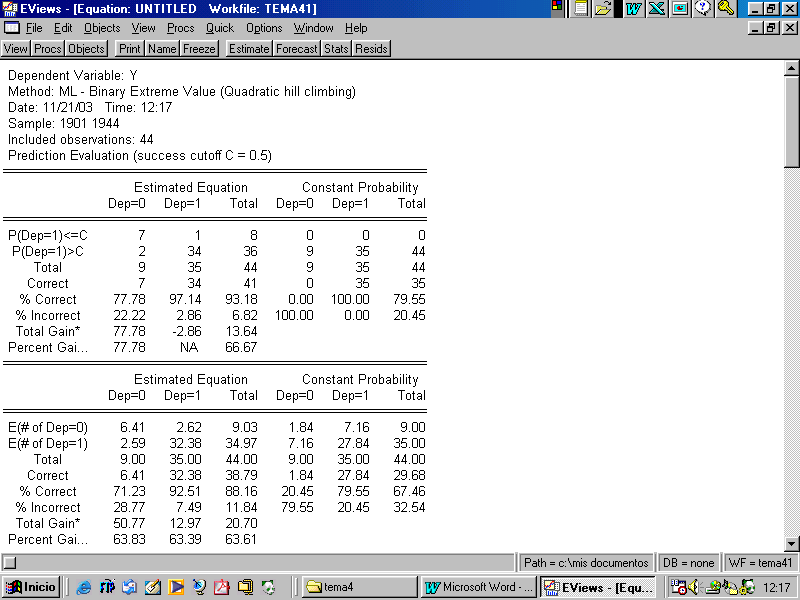 EViews - [Equation: UNTITLED   Workfile: TEMA41]
File Edit Objects View Procs Quick Options Window Help
View Procs Objects Print Name Freeze Estimate Forecast Stats Resids
Dependent Variable: Y
Method: ML - Binary Extreme Value (Quadratic hill climbing)
Date: 11/21/03   Time: 12:17
Sample: 1901 1944
Included observations: 44
Prediction Evaluation (success cutoff C = 0.5)
Estimated Equation Constant Probability
Dep=0 Dep=1 Total Dep=0 Dep=1 Total
P(Dep=1)<=C 7 1 8 0 0 0
P(Dep=1)>C 2 34 36 9 35 44
Total 9 35 44 9 35 44
Correct 7 34 41 0 35 35
% Correct 77.78 97.14 93.18 0.00 100.00 79.55
% Incorrect 22.22 2.86 6.82 100.00 0.00 20.45
Total Gain* 77.78 -2.86 13.64
Percent Gai... 77.78 NA 66.67
Estimated Equation Constant Probability
Dep=0 Dep=1 Total Dep=0 Dep=1 Total
E(# of Dep=0) 6.41 2.62 9.03 1.84 7.16 9.00
E(# of Dep=1) 2.59 32.38 34.97 7.16 27.84 35.00
Total 9.00 35.00 44.00 9.00 35.00 44.00
Correct 6.41 32.38 38.79 1.84 27.84 29.68
% Correct 71.23 92.51 88.16 20.45 79.55 67.46
% Incorrect 28.77 7.49 11.84 79.55 20.45 32.54
Total Gain* 50.77 12.97 20.70
Percent Gai... 63.83 63.39 63.61
Path = c:\mis documentos DB = none WF = tema41
Inicio tema4 Microsoft Word - ... EViews - [Equ... 12:17